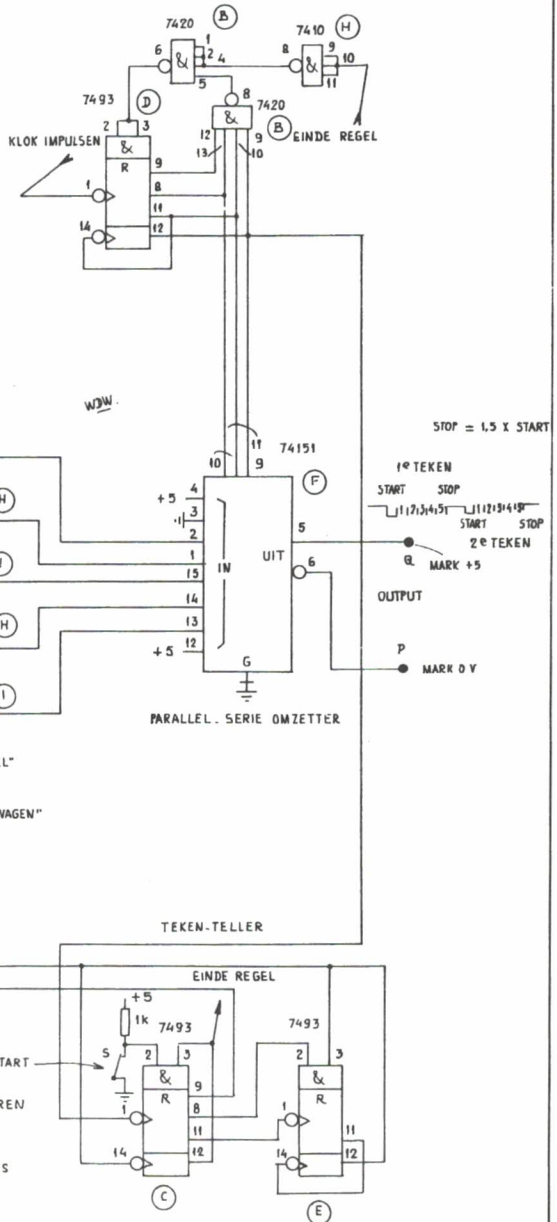 7420 B
7410 H
6 & 1 2 4 5
8 & 9 10 11
7493 D
2 3
8 7420
& B
12 13 9 10
EINDE REGEL
KLOK IMPULSEN
&
R
1 9
8
11
14 12
WDW.
STOP = 1,5 X START
10 11 9 74151
F
1e TEKEN
START STOP
1 2 3 4 5 1 2 3 4 5
START STOP
2e TEKEN
+5 4
3
2
1
15
14
13
+5 12
IN UIT
5
6
G
Q MARK +5
OUTPUT
P MARK 0 V
H
H
I
PARALLEL - SERIE OMZETTER
L"
WAGEN"
TEKEN-TELLER
EINDE REGEL
+5
1k
7493
7493
S
2 3
2 3
TART
&
&
R
R
9
8
11
12
REN
1
14
1
14
11
12
S
C
E